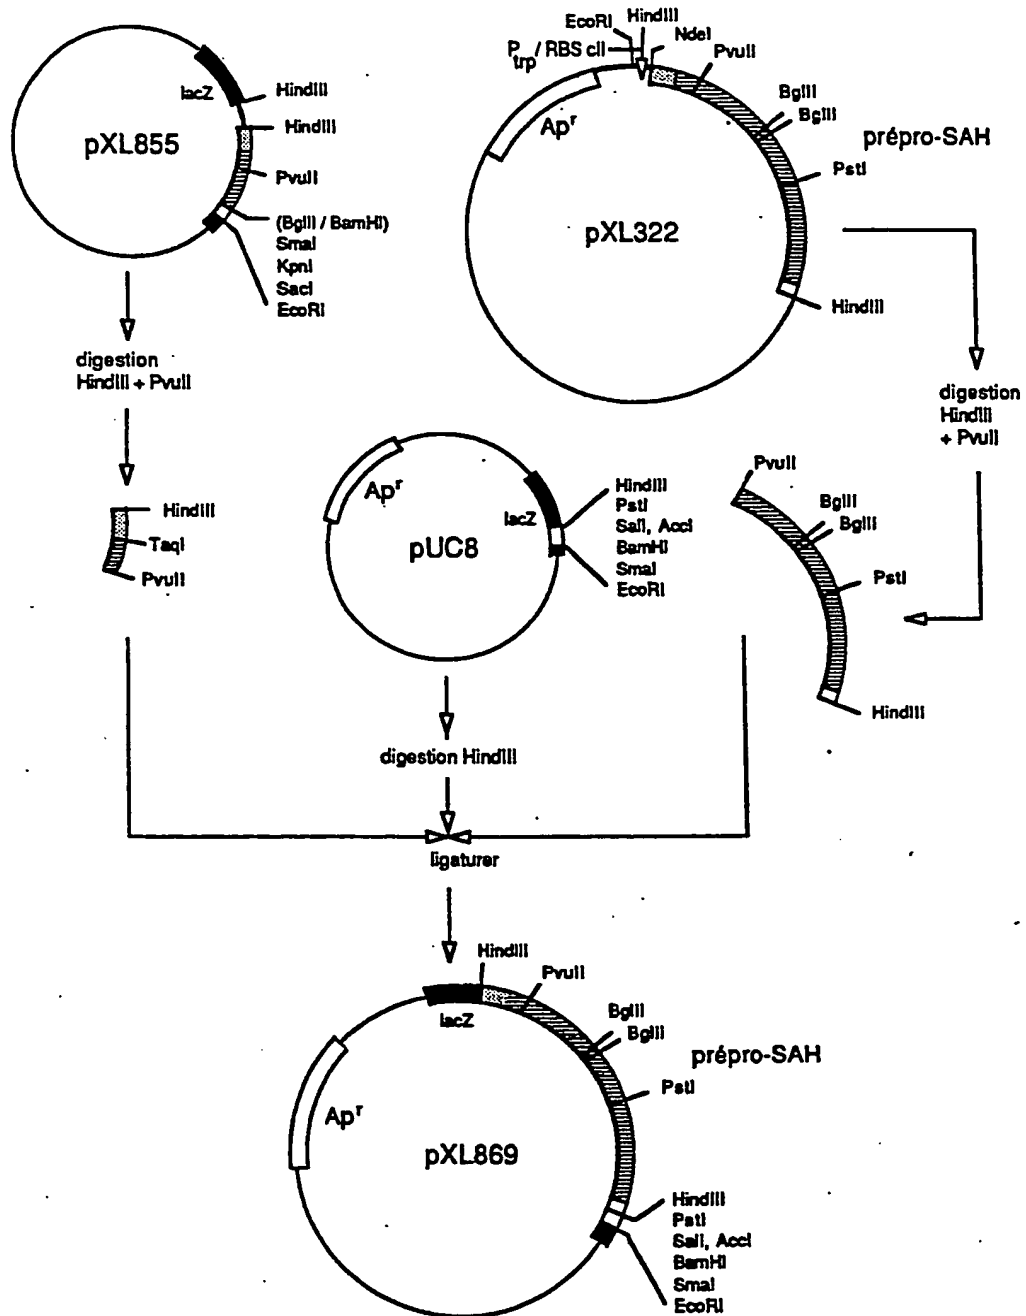 lacZ
HindIII
HindIII
pXL855
PvuII
(BglII / BamHI)
SmaI
KpnI
SacI
EcoRI
EcoRI
HindIII
NdeI
Ptrp/ RBS cII
PvuII
Apr
BglII
BglII
prépro-SAH
PstI
pXL322
HindIII
digestion
HindIII + PvuII
digestion
HindIII
+ PvuII
HindIII
TaqI
PvuII
Apr
lacZ
pUC8
HindIII
PstI
SalI, AccI
BamHI
SmaI
EcoRI
PvuII
BglII
BglII
PstI
HindIII
digestion HindIII
ligaturer
HindIII
PvuII
lacZ
BglII
BglII
prépro-SAH
PstI
Apr
pXL869
HindIII
PstI
SalI, AccI
BamHI
SmaI
EcoRI